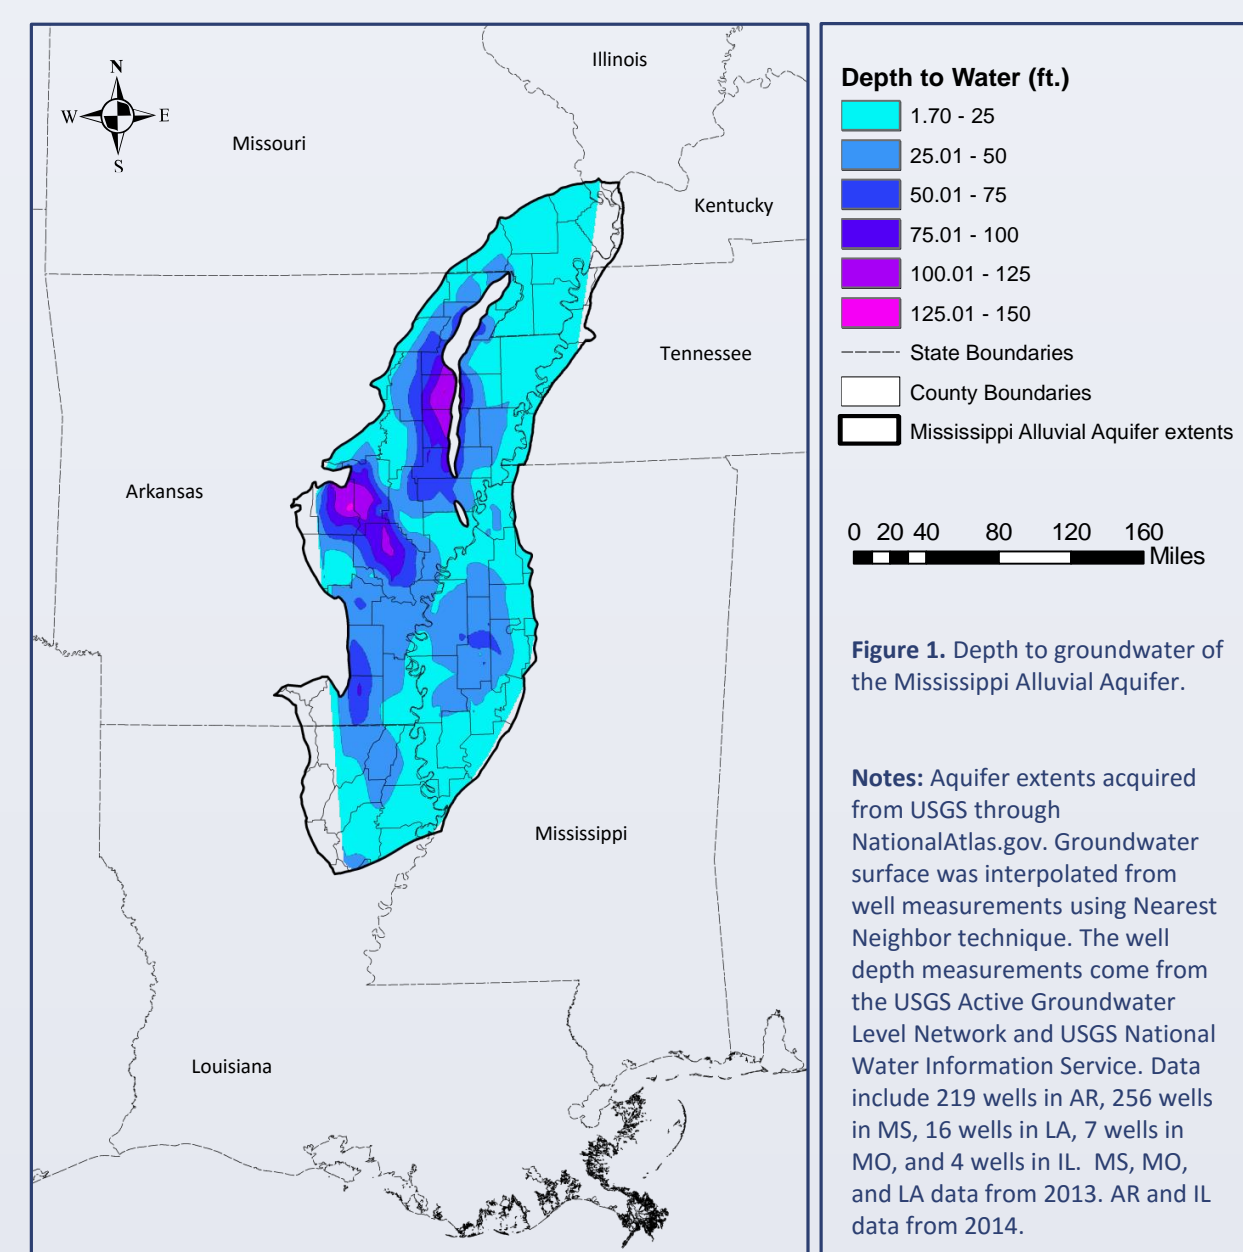 N
W
E
S
Illinois
Missouri
Kentucky
Tennessee
Arkansas
Mississippi
Louisiana
Depth to Water (ft.)
1.70 - 25
25.01 - 50
50.01 - 75
75.01 - 100
100.01 - 125
125.01 - 150
State Boundaries
County Boundaries
Mississippi Alluvial Aquifer extents
0 20 40 80 120 160
Miles
Figure 1. Depth to groundwater of
the Mississippi Alluvial Aquifer.
Notes: Aquifer extents acquired
from USGS through
NationalAtlas.gov. Groundwater
surface was interpolated from
well measurements using Nearest
Neighbor technique. The well
depth measurements come from
the USGS Active Groundwater
Level Network and USGS National
Water Information Service. Data
include 219 wells in AR, 256 wells
in MS, 16 wells in LA, 7 wells in
MO, and 4 wells in IL. MS, MO,
and LA data from 2013. AR and IL
data from 2014.